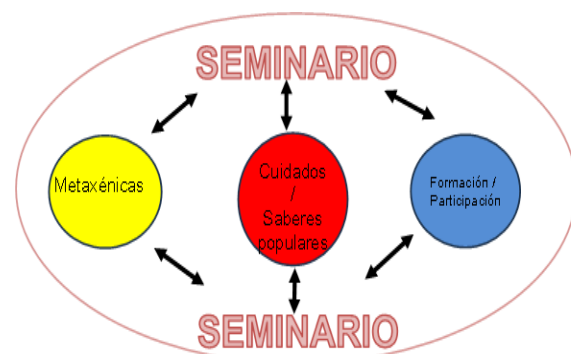 SEMINARIO
Metaxénicas
Cuidados
/
Saberes
populares
Formación /
Participación
SEMINARIO